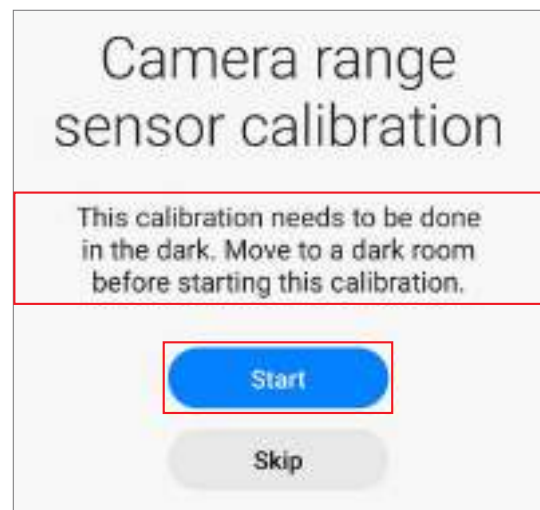 Camera range
sensor calibration
This calibration needs to be done
in the dark. Move to a dark room
before starting this calibration.
Start
Skip